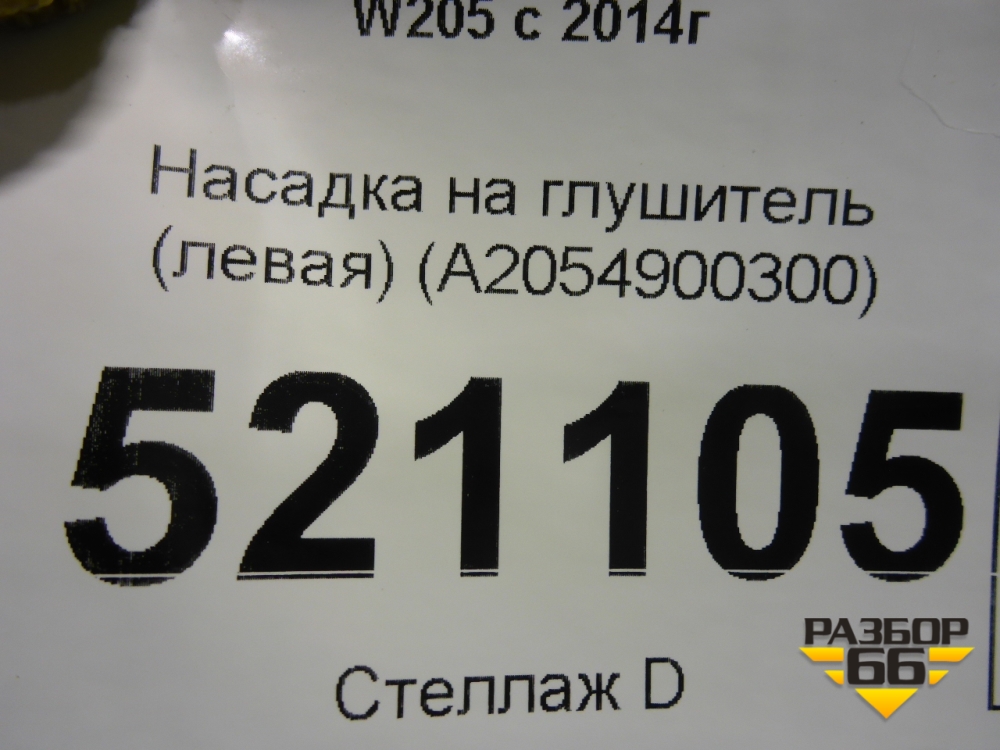 W205 с 2014г
Насадка на глушитель
(левая) (A2054900300)
521105
Стеллаж D
РАЗБОР
66